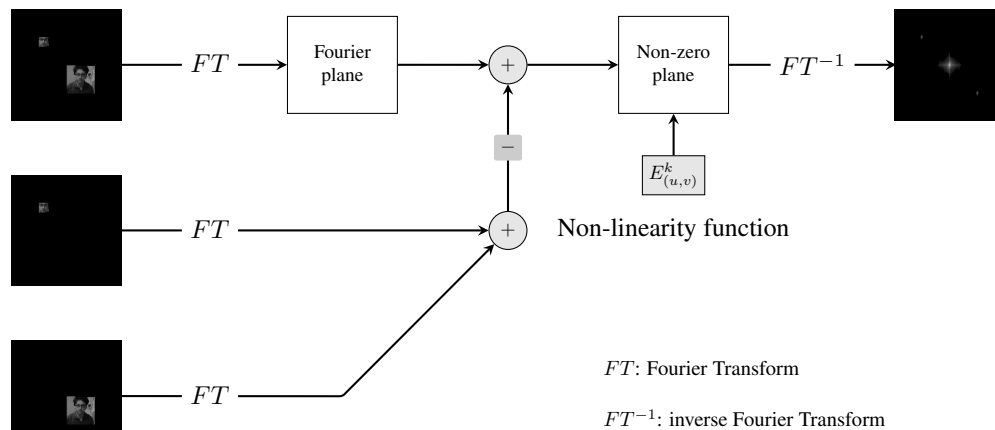 FT
Fourier
plane
+
Non-zero
plane
FT⁻¹
−
E^k_(u,v)
FT
+
Non-linearity function
FT
FT: Fourier Transform
FT⁻¹: inverse Fourier Transform